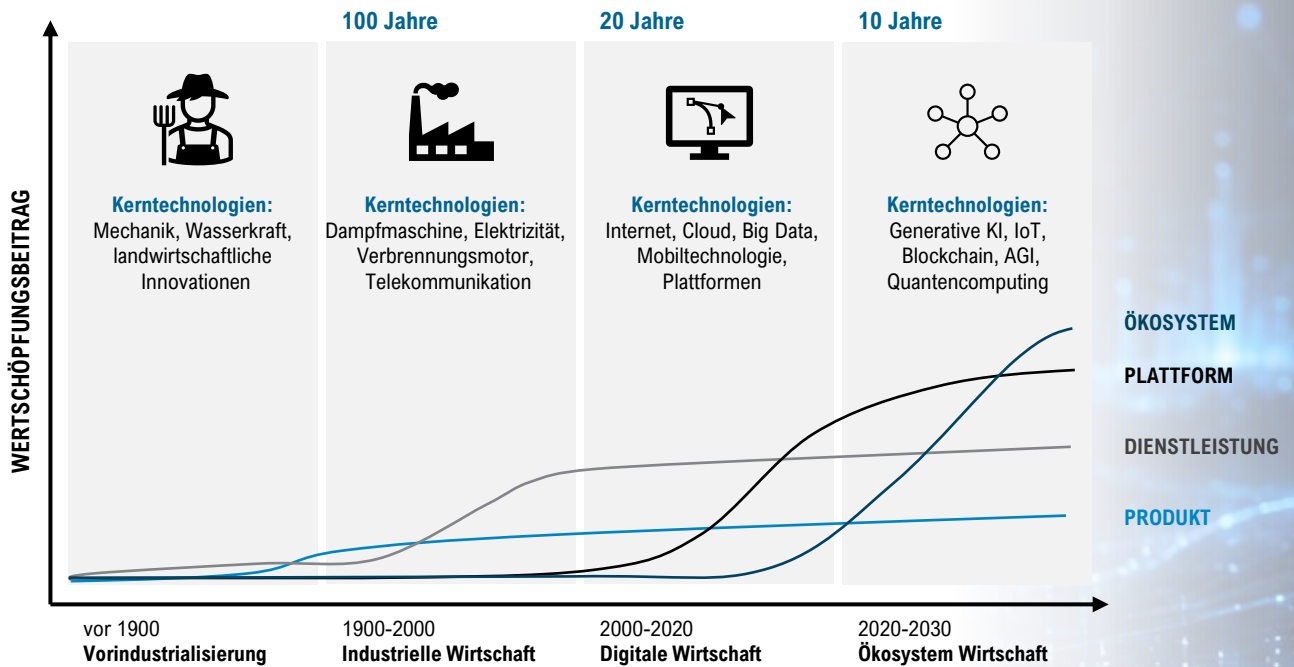 100 Jahre
20 Jahre
10 Jahre
WERTSCHÖPFUNGSBEITRAG
Kerntechnologien:
Mechanik, Wasserkraft,
landwirtschaftliche
Innovationen
Kerntechnologien:
Dampfmaschine, Elektrizität,
Verbrennungsmotor,
Telekommunikation
Kerntechnologien:
Internet, Cloud, Big Data,
Mobiltechnologie,
Plattformen
Kerntechnologien:
Generative KI, IoT,
Blockchain, AGI,
Quantencomputing
ÖKOSYSTEM
PLATTFORM
DIENSTLEISTUNG
PRODUKT
vor 1900
Vorindustrialisierung
1900-2000
Industrielle Wirtschaft
2000-2020
Digitale Wirtschaft
2020-2030
Ökosystem Wirtschaft